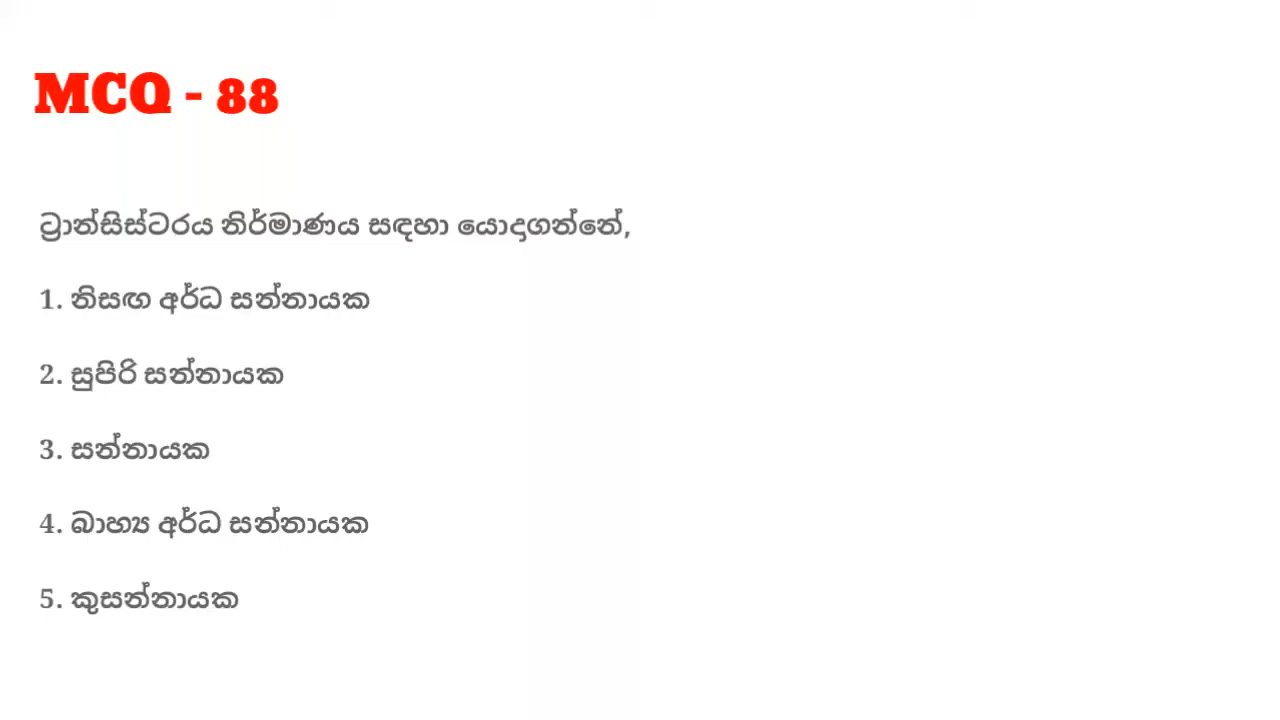 MCQ - 88
ට්‍රාන්සිස්ටරය නිර්මාණය සඳහා යොදාගන්නේ,
1. නිසඟ අර්ධ සන්නායක
2. සුපිරි සන්නායක
3. සන්නායක
4. බාහ්‍ය අර්ධ සන්නායක
5. කුසන්නායක